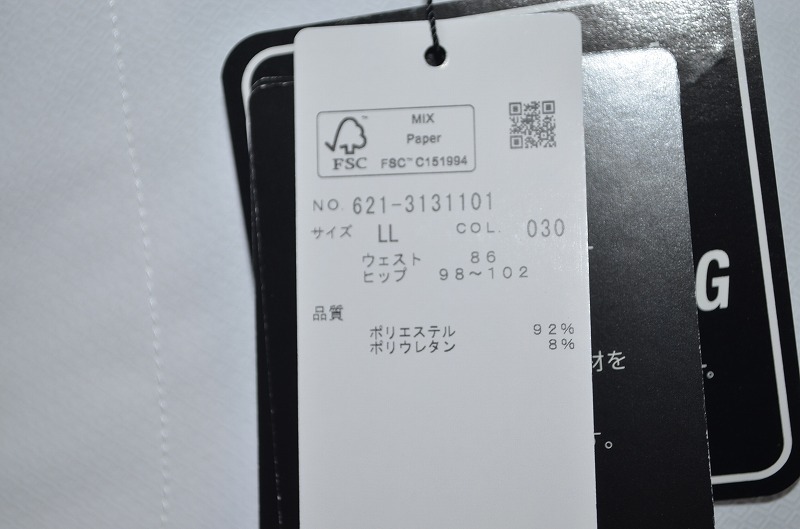 MIX
Paper
FSC™ C151994
FSC
NO. 621-3131101
サイズ LL COL. 030
ウェスト 86
ヒップ 98～102
品質
ポリエステル 92%
ポリウレタン 8%
G
材を
す。